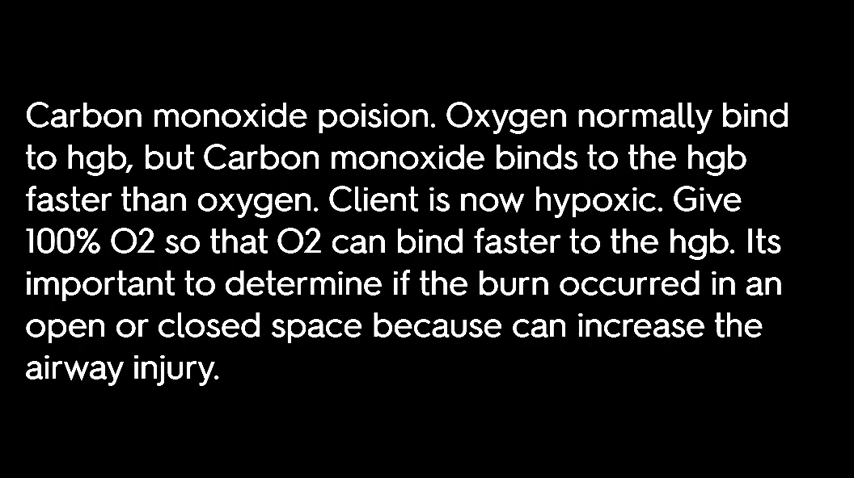 Carbon monoxide poision. Oxygen normally bind
to hgb, but Carbon monoxide binds to the hgb
faster than oxygen. Client is now hypoxic. Give
100% O2 so that O2 can bind faster to the hgb. Its
important to determine if the burn occurred in an
open or closed space because can increase the
airway injury.